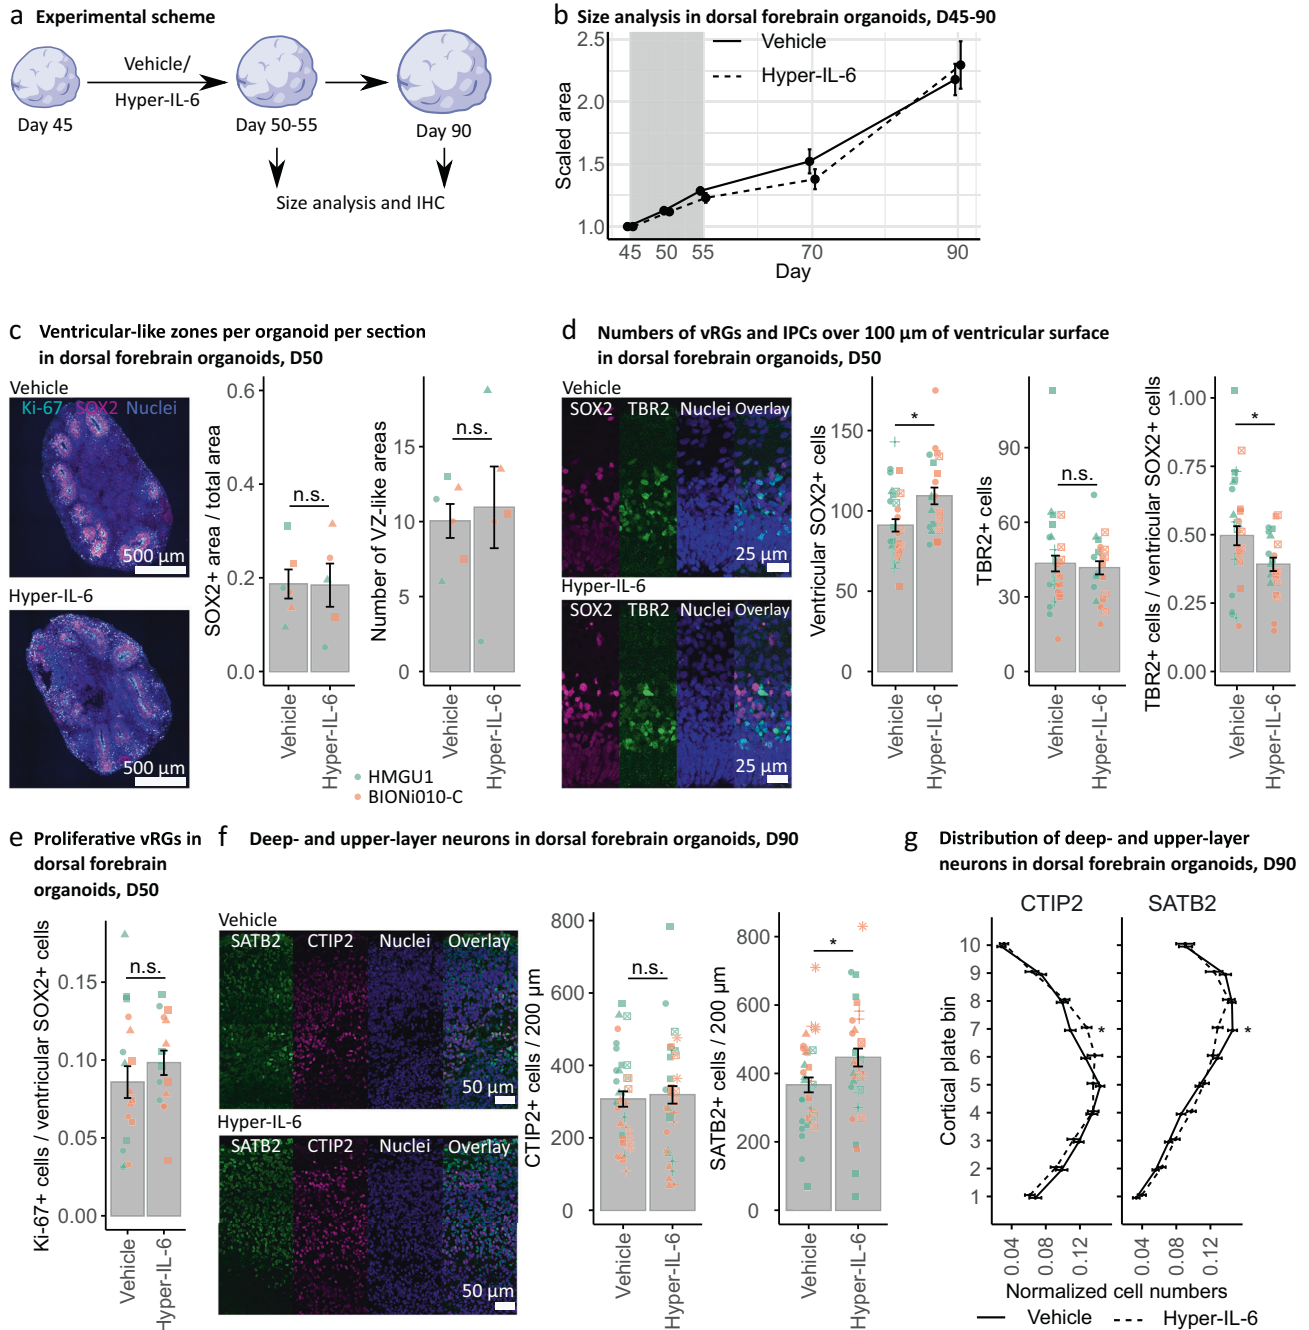 a Experimental scheme
Vehicle/
Hyper-IL-6
Day 45
Day 50-55
Day 90
Size analysis and IHC
b Size analysis in dorsal forebrain organoids, D45-90
Vehicle
Hyper-IL-6
Scaled area
2.5
2.0
1.5
1.0
45 50 55 70 90
Day
c Ventricular-like zones per organoid per section
in dorsal forebrain organoids, D50
Vehicle
Ki-67 SOX2 Nuclei
500 µm
Hyper-IL-6
500 µm
SOX2+ area / total area
0.6
0.4
0.2
0.0
n.s.
Vehicle
Hyper-IL-6
Number of VZ-like areas
15
10
5
0
n.s.
Vehicle
Hyper-IL-6
HMGU1
BIONi010-C
d Numbers of vRGs and IPCs over 100 µm of ventricular surface
in dorsal forebrain organoids, D50
Vehicle
SOX2 TBR2 Nuclei Overlay
25 µm
Hyper-IL-6
SOX2 TBR2 Nuclei Overlay
25 µm
Ventricular SOX2+ cells
150
100
50
0
*
Vehicle
Hyper-IL-6
TBR2+ cells
90
60
30
0
n.s.
Vehicle
Hyper-IL-6
TBR2+ cells / ventricular SOX2+ cells
1.00
0.75
0.50
0.25
0.00
*
Vehicle
Hyper-IL-6
e Proliferative vRGs in
dorsal forebrain
organoids, D50
Ki-67+ cells / ventricular SOX2+ cells
0.15
0.10
0.05
0.00
n.s.
Vehicle
Hyper-IL-6
f Deep- and upper-layer neurons in dorsal forebrain organoids, D90
Vehicle
SATB2 CTIP2 Nuclei Overlay
50 µm
Hyper-IL-6
SATB2 CTIP2 Nuclei Overlay
50 µm
CTIP2+ cells / 200 µm
800
600
400
200
0
n.s.
Vehicle
Hyper-IL-6
SATB2+ cells / 200 µm
800
600
400
200
0
*
Vehicle
Hyper-IL-6
g Distribution of deep- and upper-layer
neurons in dorsal forebrain organoids, D90
CTIP2 SATB2
Cortical plate bin
10
9
8
7
6
5
4
3
2
1
*
*
0.04 0.08 0.12 0.04 0.08 0.12
Normalized cell numbers
Vehicle Hyper-IL-6